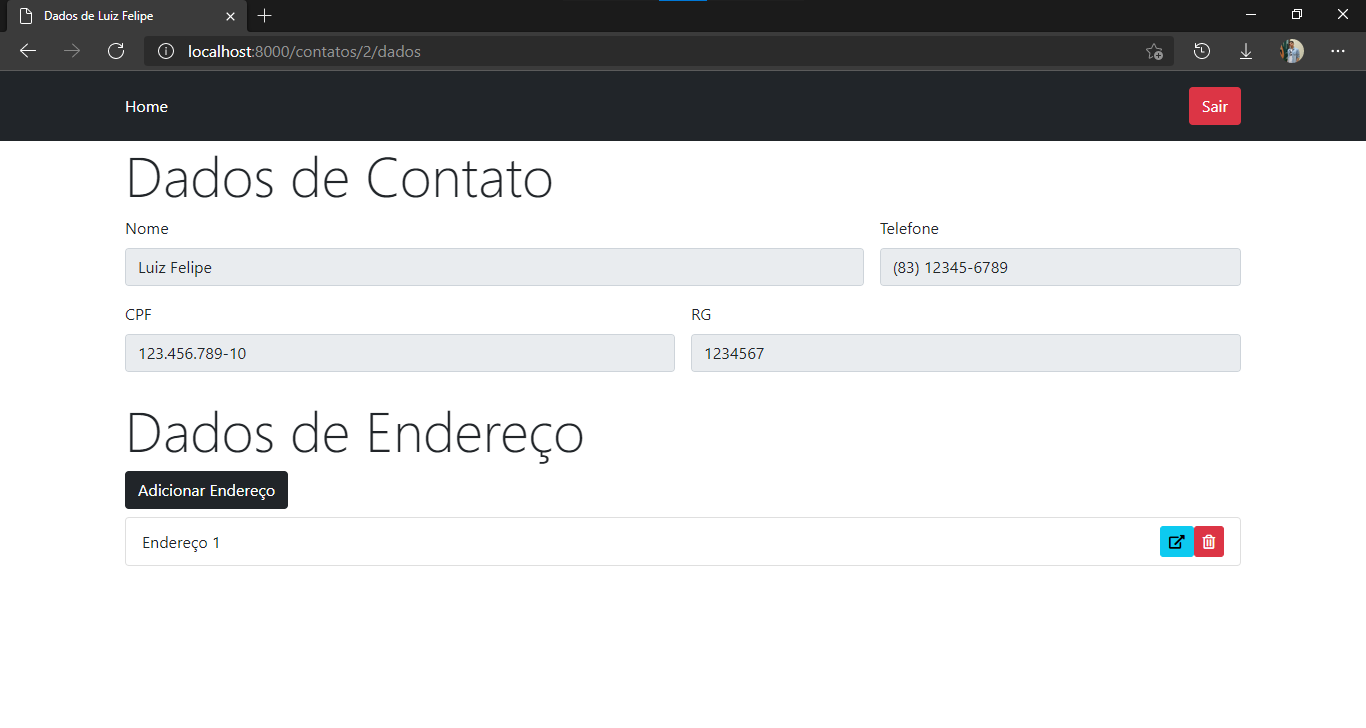 Dados de Luiz Felipe
localhost:8000/contatos/2/dados
Home
Sair
Dados de Contato
Nome
Telefone
Luiz Felipe
(83) 12345-6789
CPF
RG
123.456.789-10
1234567
Dados de Endereço
Adicionar Endereço
Endereço 1